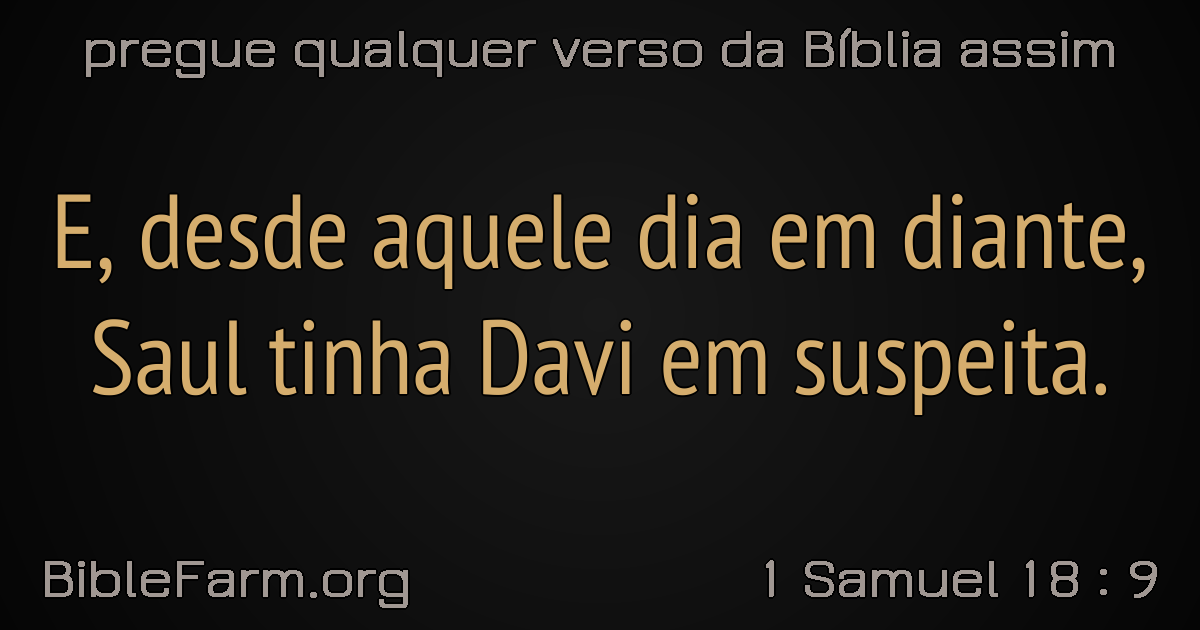 pregue qualquer verso da Bíblia assim
E, desde aquele dia em diante,
Saul tinha Davi em suspeita.
BibleFarm.org
1 Samuel 18 : 9